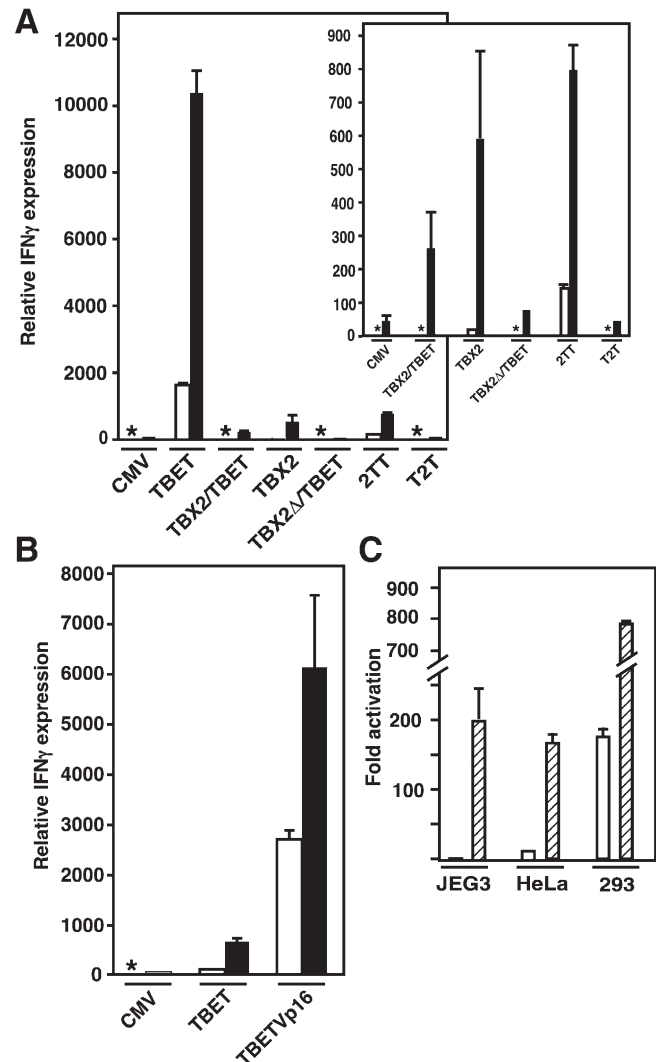 A
Relative IFNγ expression
12000
10000
8000
6000
4000
2000
0
*
*
*
*
CMV
TBET
TBX2/TBET
TBX2
TBX2Δ/TBET
2TT
T2T
900
800
700
600
500
400
300
200
100
0
*
*
*
*
CMV
TBX2/TBET
TBX2
TBX2Δ/TBET
2TT
T2T
B
Relative IFNγ expression
8000
7000
6000
5000
4000
3000
2000
1000
0
*
CMV
TBET
TBETVp16
C
Fold activation
900
800
700
200
100
JEG3
HeLa
293